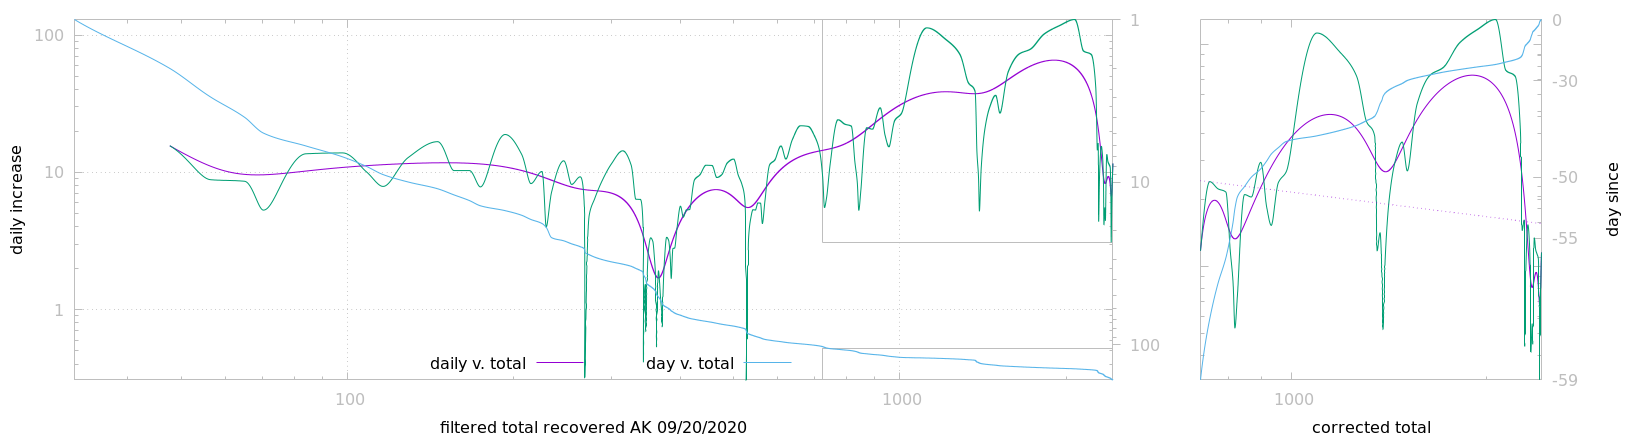 100
10
1
daily increase
daily v. total
day v. total
100
1000
filtered total recovered AK 09/20/2020
1
10
100
1000
corrected total
0
-30
-50
-55
-59
day since